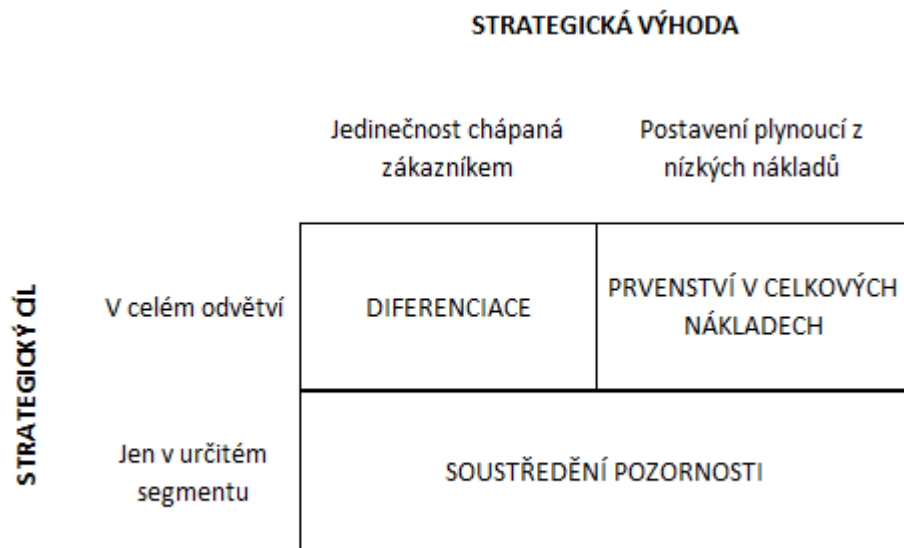 STRATEGICKÁ VÝHODA
Jedinečnost chápaná
zákazníkem
Postavení plynoucí z
nízkých nákladů
STRATEGICKÝ CÍL
V celém odvětví
DIFERENCIACE
PRVENSTVÍ V CELKOVÝCH
NÁKLADECH
Jen v určitém
segmentu
SOUSTŘEDĚNÍ POZORNOSTI